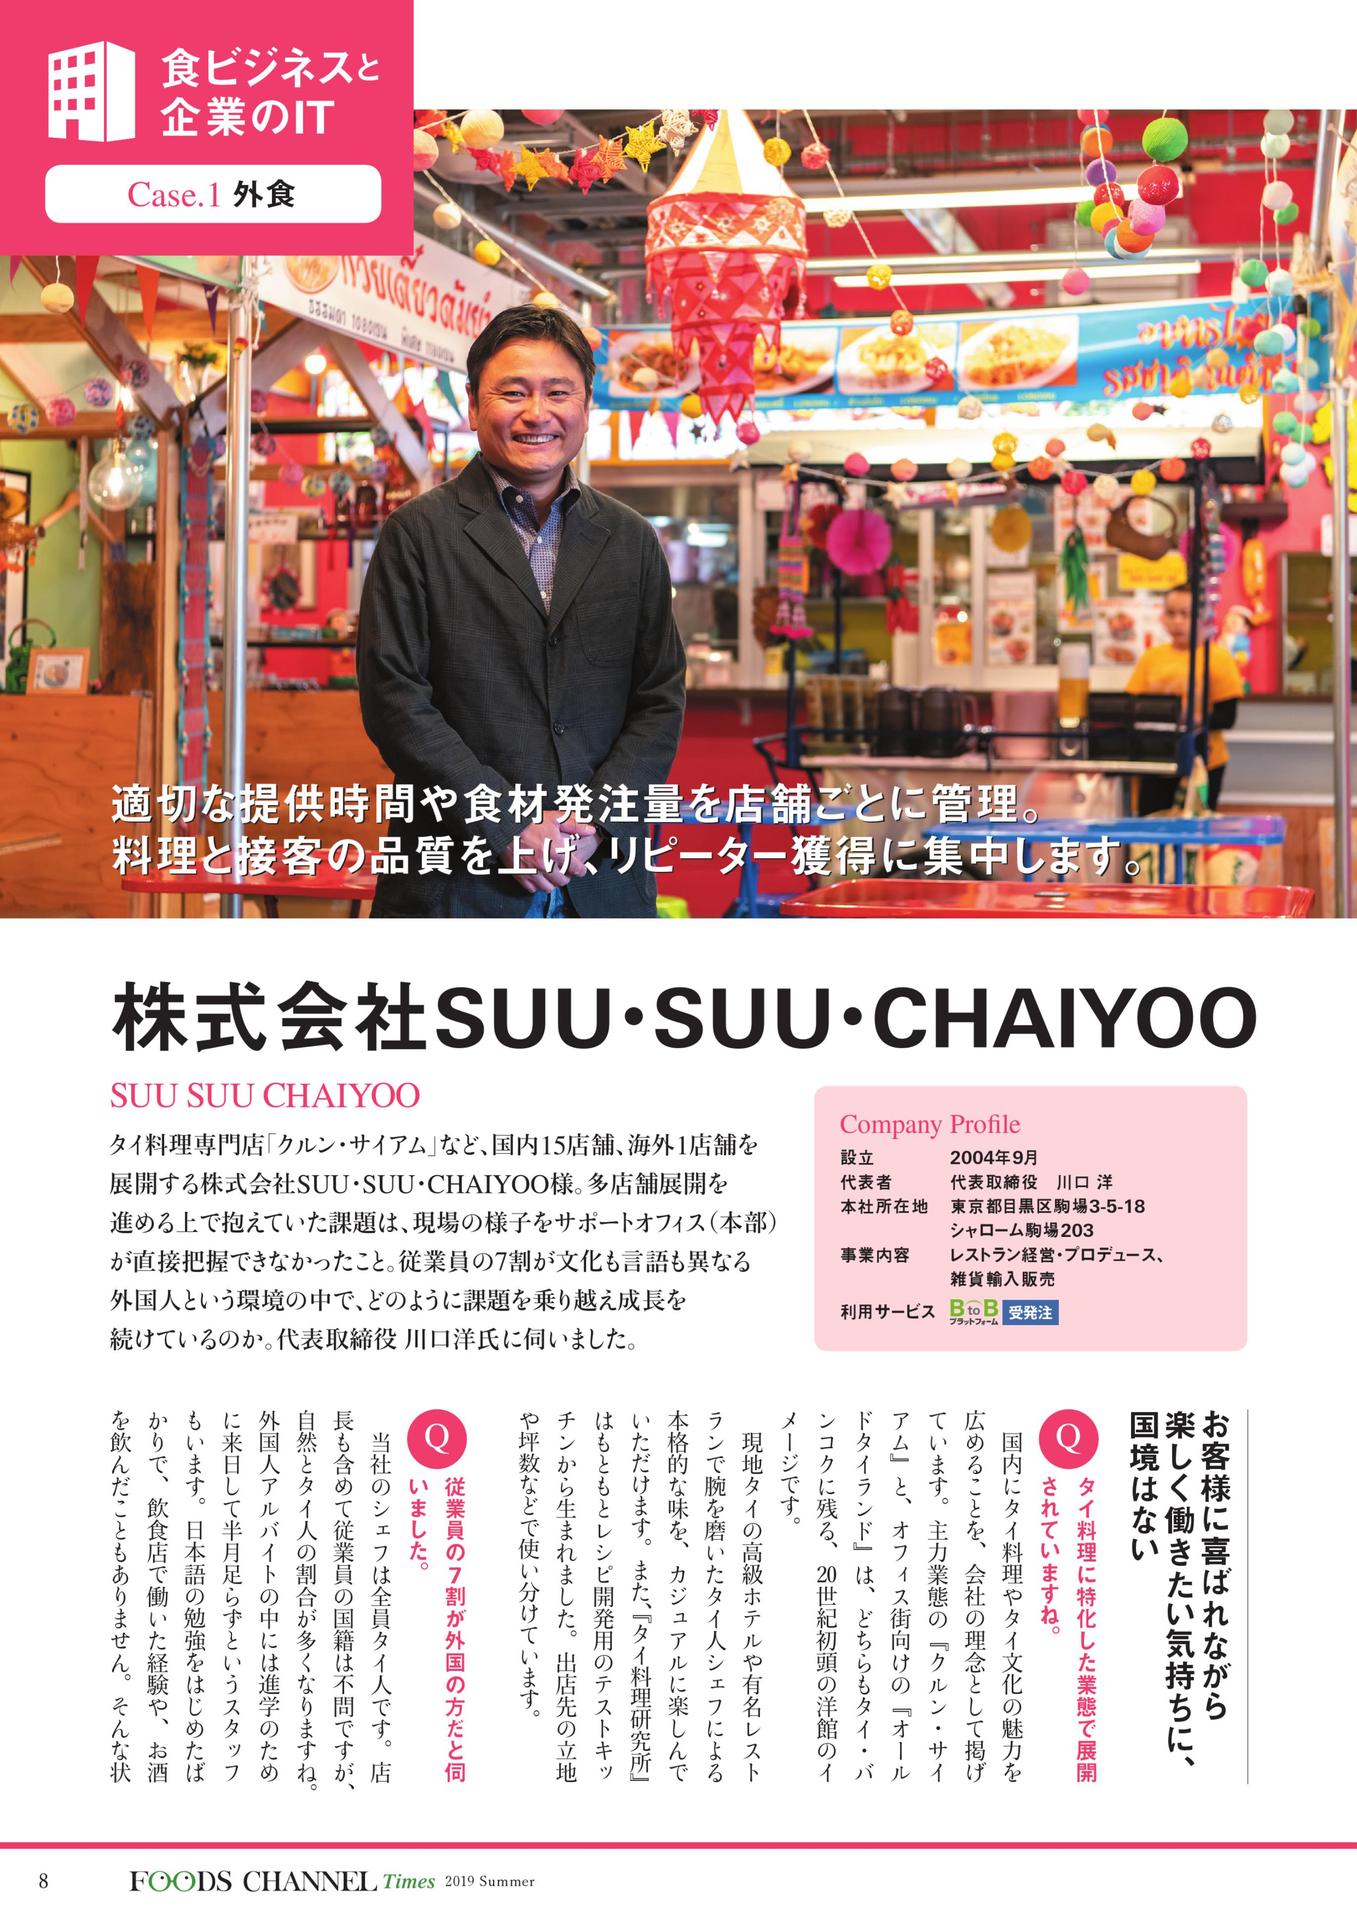 食ビジネスと
企業のIT
Case.1 外食
適切な提供時間や食材発注量を店舗ごとに管理。
料理と接客の品質を上げ、リピーター獲得に集中します。
株式会社SUU・SUU・CHAIYOO
SUU SUU CHAIYOO
タイ料理専門店「クルン・サイアム」など、国内15店舗、海外1店舗を
展開する株式会社SUU・SUU・CHAIYOO様。多店舗展開を
進める上で抱えていた課題は、現場の様子をサポートオフィス（本部）
が直接把握できなかったこと。従業員の7割が文化も言語も異なる
外国人という環境の中で、どのように課題を乗り越え成長を
続けているのか。代表取締役 川口洋氏に伺いました。
Company Profile
設立 2004年9月
代表者 代表取締役 川口 洋
本社所在地 東京都目黒区駒場3-5-18
シャローム駒場203
事業内容 レストラン経営・プロデュース、
雑貨輸入販売
利用サービス BtoB プラットフォーム 受発注
お客様に喜ばれながら
楽しく働きたい気持ちに、
国境はない
Q
タイ料理に特化した業態で展開
されていますね。
国内にタイ料理やタイ文化の魅力を
広めることを、会社の理念として掲げ
ています。主力業態の『クルン・サイ
アム』と、オフィス街向けの『オール
ドタイランド』は、どちらもタイ・バ
ンコクに残る、20世紀初頭の洋館のイ
メージです。
現地タイの高級ホテルや有名レスト
ランで腕を磨いたタイ人シェフによる
本格的な味を、カジュアルに楽しんで
いただけます。また、『タイ料理研究所』
はもともとレシピ開発用のテストキッ
チンから生まれました。出店先の立地
や坪数などで使い分けています。
Q
従業員の7割が外国の方だと伺
いました。
当社のシェフは全員タイ人です。店
長も含めて従業員の国籍は不問ですが、
自然とタイ人の割合が多くなりますね。
外国人アルバイトの中には進学のため
に来日して半月足らずというスタッフ
もいます。日本語の勉強をはじめたば
かりで、飲食店で働いた経験や、お酒
を飲んだこともありません。そんな状
8
FOODS CHANNEL Times 2019 Summer